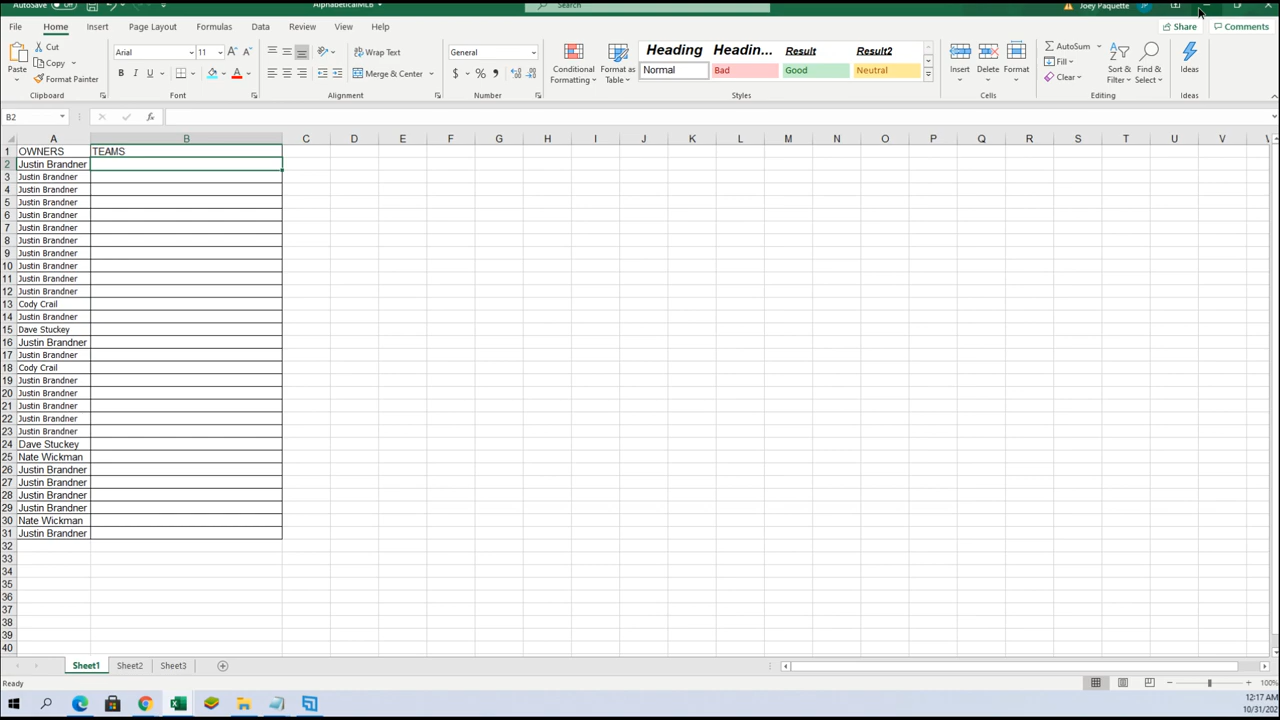 AutoSave Off AlphabeticalMLB Search Joey Paquette JP
File Home Insert Page Layout Formulas Data Review View Help Share Comments
Paste Cut Copy Format Painter Clipboard
Arial 11 B I U A Font
Merge & Center Alignment
General $ % Number
Conditional Formatting Format as Table
Heading Headin... Result Result2
Normal Bad Good Neutral
Styles
Insert Delete Format Cells
AutoSum Fill Clear Sort & Filter Find & Select Editing
Ideas Ideas
B2 fx
A B C D E F G H I J K L M N O P Q R S T U V
1 OWNERS TEAMS
2 Justin Brandner
3 Justin Brandner
4 Justin Brandner
5 Justin Brandner
6 Justin Brandner
7 Justin Brandner
8 Justin Brandner
9 Justin Brandner
10 Justin Brandner
11 Justin Brandner
12 Justin Brandner
13 Cody Crail
14 Justin Brandner
15 Dave Stuckey
16 Justin Brandner
17 Justin Brandner
18 Cody Crail
19 Justin Brandner
20 Justin Brandner
21 Justin Brandner
22 Justin Brandner
23 Justin Brandner
24 Dave Stuckey
25 Nate Wickman
26 Justin Brandner
27 Justin Brandner
28 Justin Brandner
29 Justin Brandner
30 Nate Wickman
31 Justin Brandner
32
33
34
35
36
37
38
39
40
Sheet1 Sheet2 Sheet3
Ready 100%
12:17 AM
10/31/202